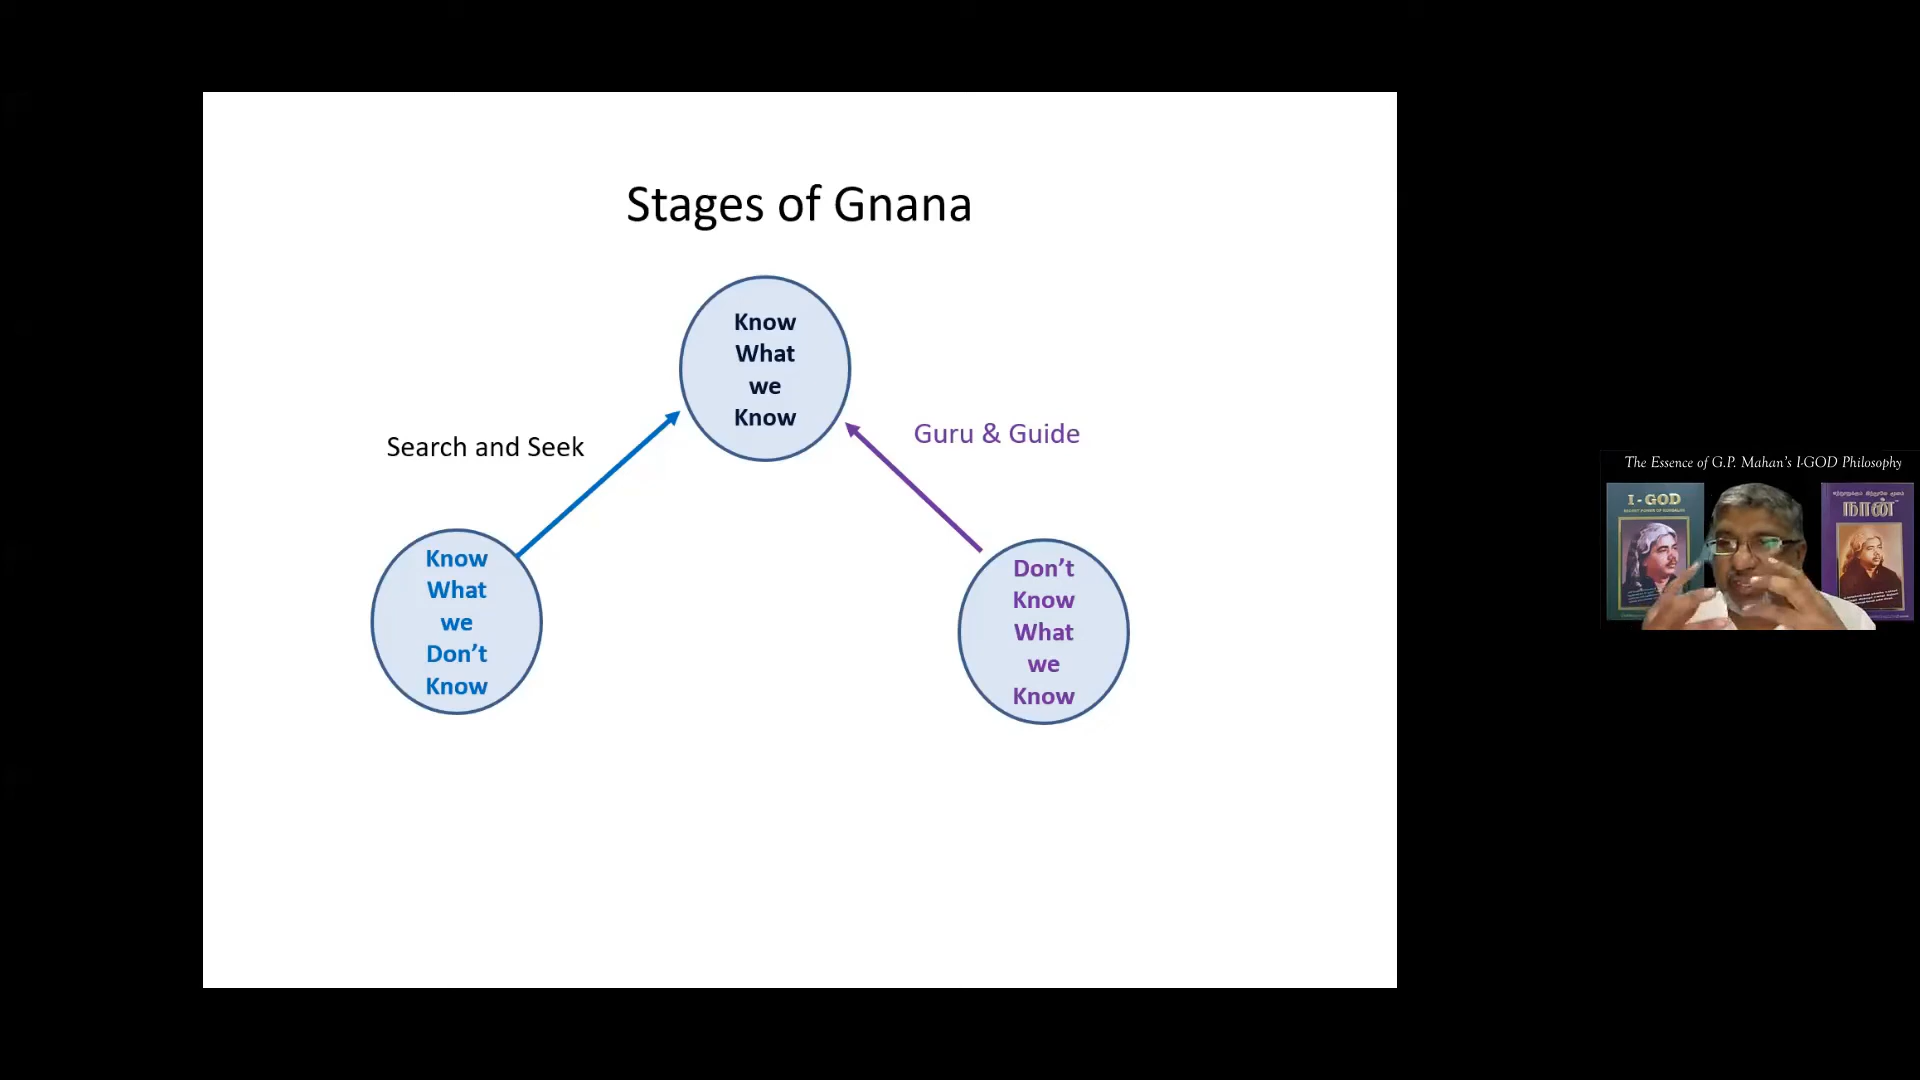 Stages of Gnana
Know
What
we
Know
Search and Seek
Guru & Guide
Know
What
we
Don’t
Know
Don’t
Know
What
we
Know
The Essence of G.P. Mahan’s I-GOD Philosophy
I - GOD
நான்